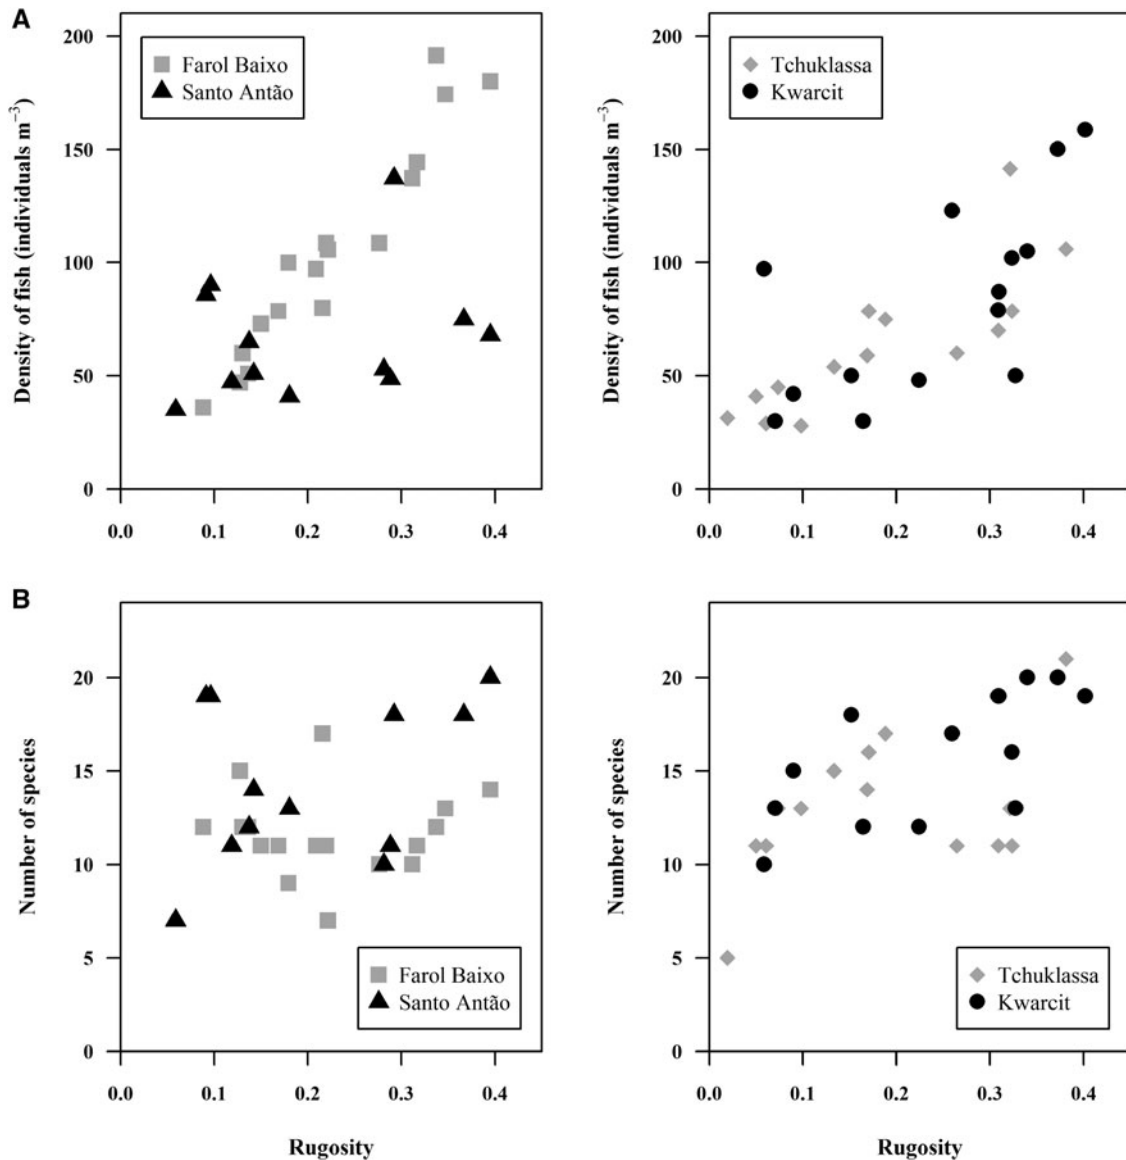 A
Density of fish (individuals m⁻³)
200
150
100
50
0
Farol Baixo
Santo Antão
0.0 0.1 0.2 0.3 0.4
Density of fish (individuals m⁻³)
200
150
100
50
0
Tchuklassa
Kwarcit
0.0 0.1 0.2 0.3 0.4
B
Number of species
20
15
10
5
0
Farol Baixo
Santo Antão
0.0 0.1 0.2 0.3 0.4
Rugosity
Number of species
20
15
10
5
0
Tchuklassa
Kwarcit
0.0 0.1 0.2 0.3 0.4
Rugosity